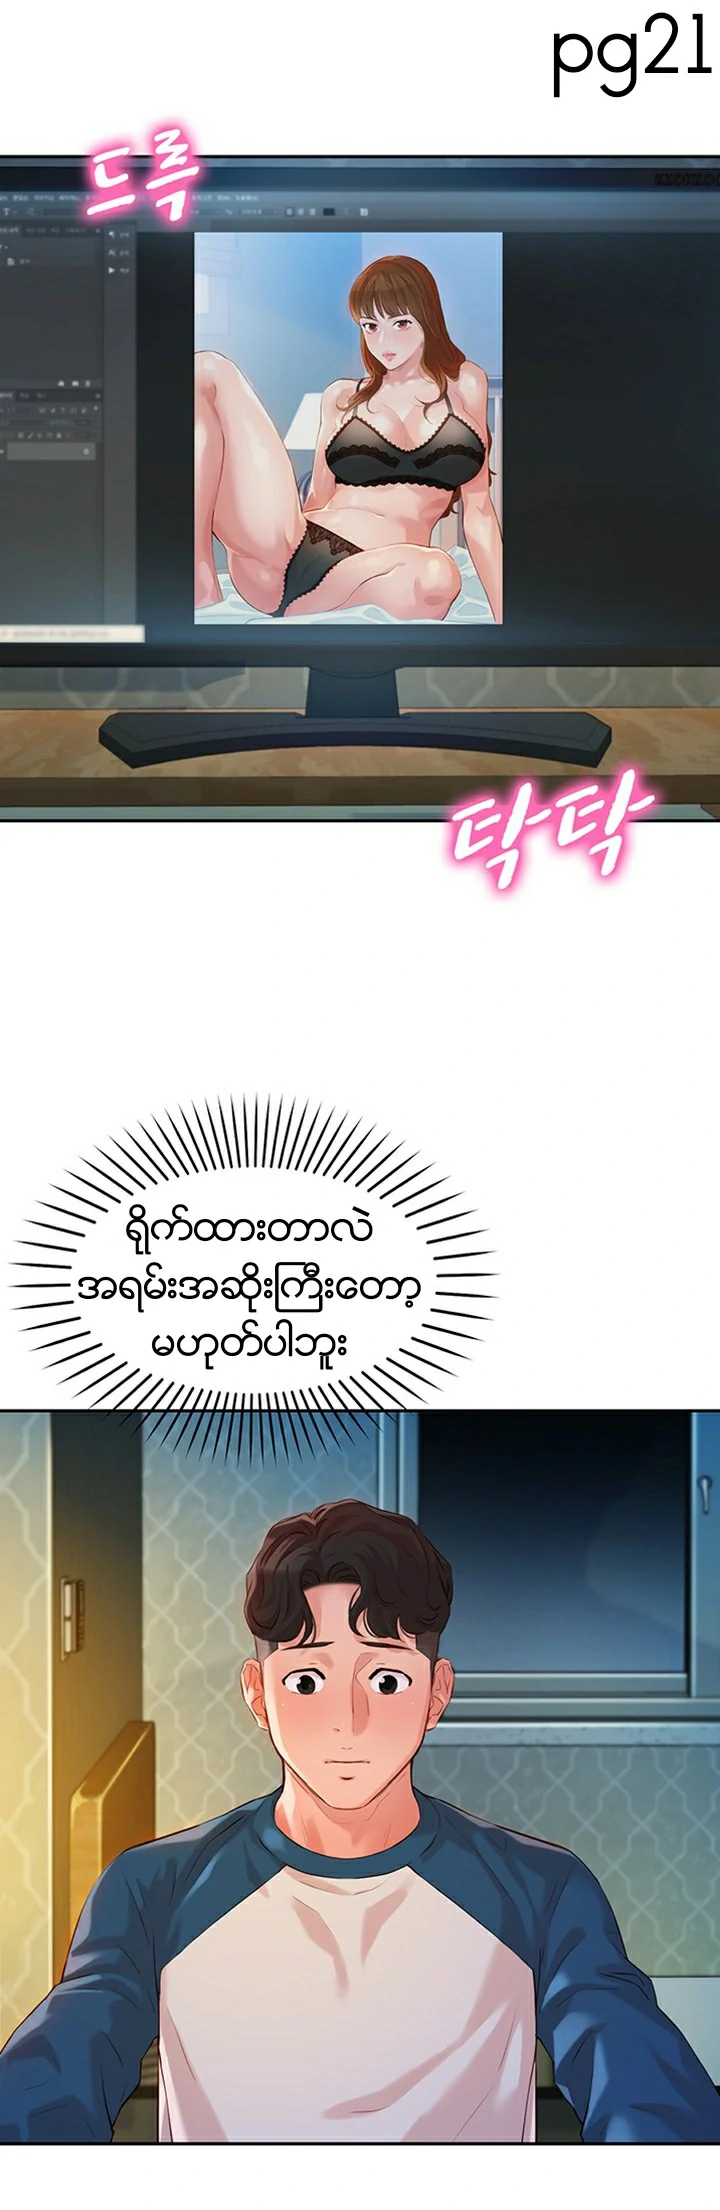 pg21
드륵
탁탁
ရိုက်ထားတာလဲ
အရမ်းအဆိုးကြီးတော့
မဟုတ်ပါဘူး